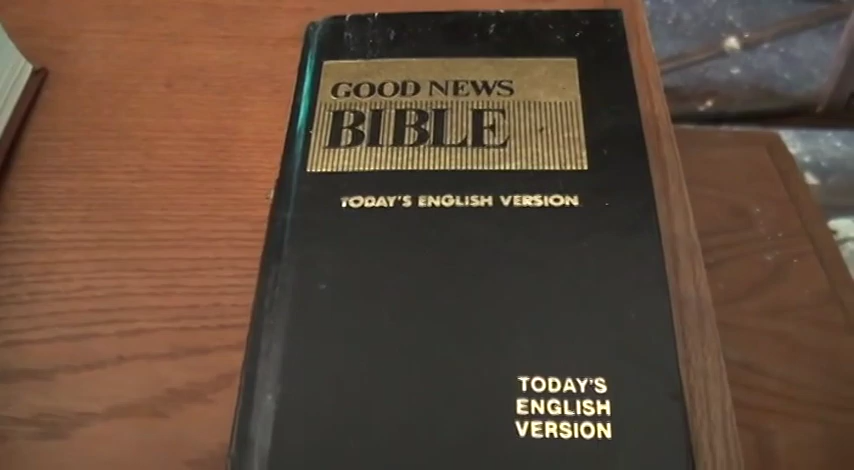 GOOD NEWS
BIBLE
TODAY'S ENGLISH VERSION
TODAY'S
ENGLISH
VERSION